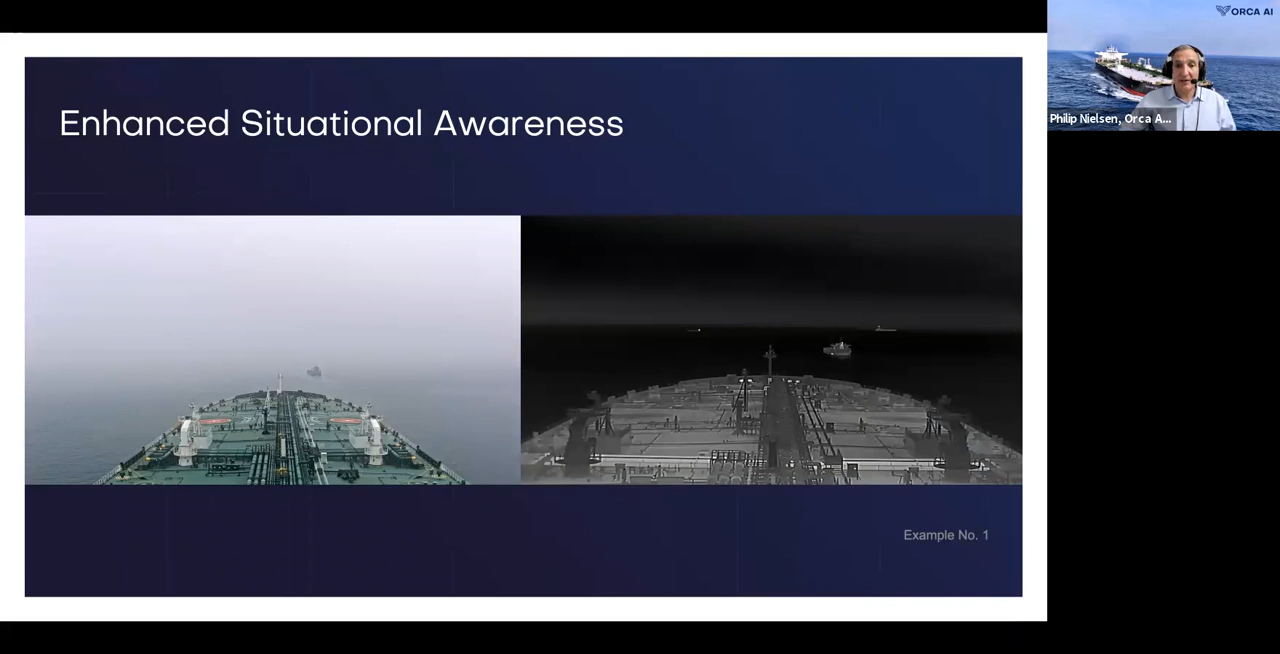 Enhanced Situational Awareness
Example No. 1
ORCA AI
Philip Nielsen, Orca A...